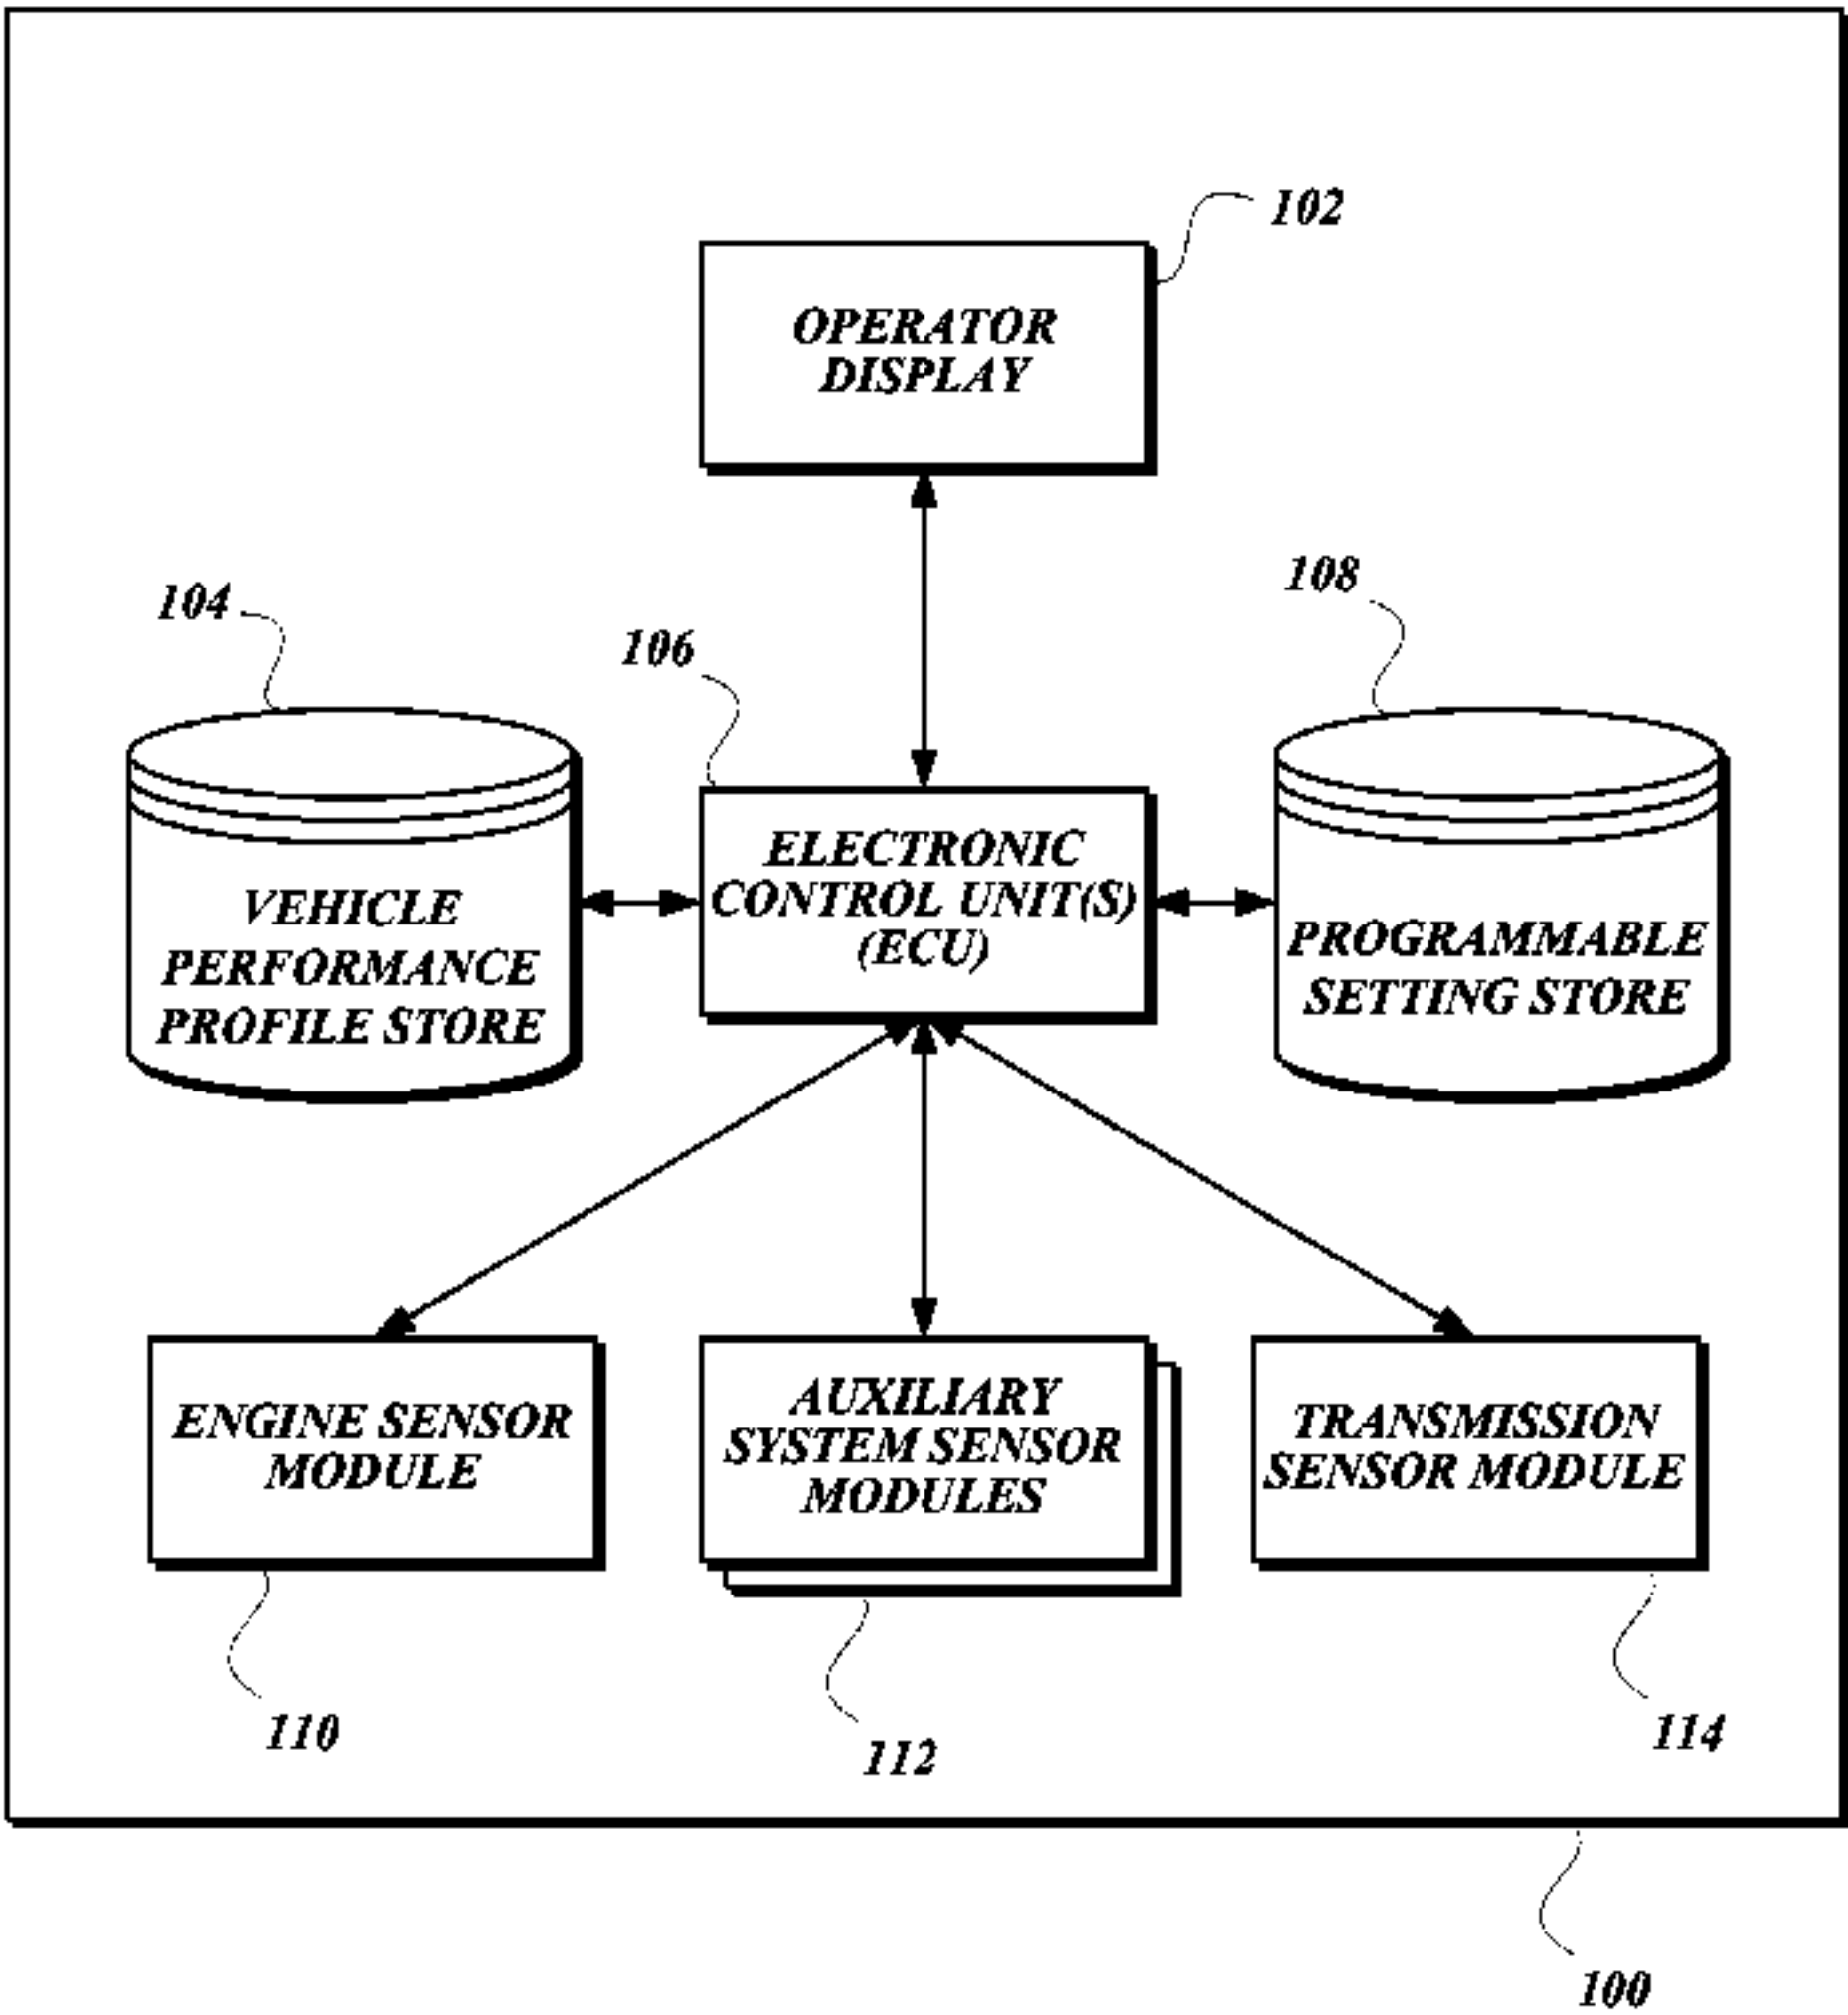 102
OPERATOR
DISPLAY
104
108
106
VEHICLE
PERFORMANCE
PROFILE STORE
ELECTRONIC
CONTROL UNIT(S)
(ECU)
PROGRAMMABLE
SETTING STORE
ENGINE SENSOR
MODULE
AUXILIARY
SYSTEM SENSOR
MODULES
TRANSMISSION
SENSOR MODULE
110
112
114
100